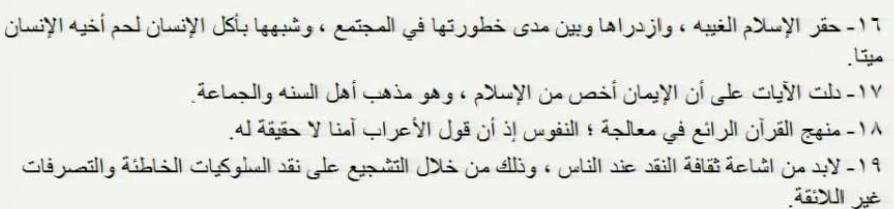 ١٦- حقر الإسلام الغيبه ، وازدراها وبين مدى خطورتها في المجتمع ، وشبهها بأكل الإنسان لحم أخيه الإنسان
ميتا.
١٧- دلت الآيات على أن الإيمان أخص من الإسلام ، وهو مذهب أهل السنه والجماعة.
١٨- منهج القرآن الرائع في معالجة ؛ النفوس إذ أن قول الأعراب آمنا لا حقيقة له.
١٩- لابد من اشاعة ثقافة النقد عند الناس ، وذلك من خلال التشجيع على نقد السلوكيات الخاطئة والتصرفات
غير اللائقة.